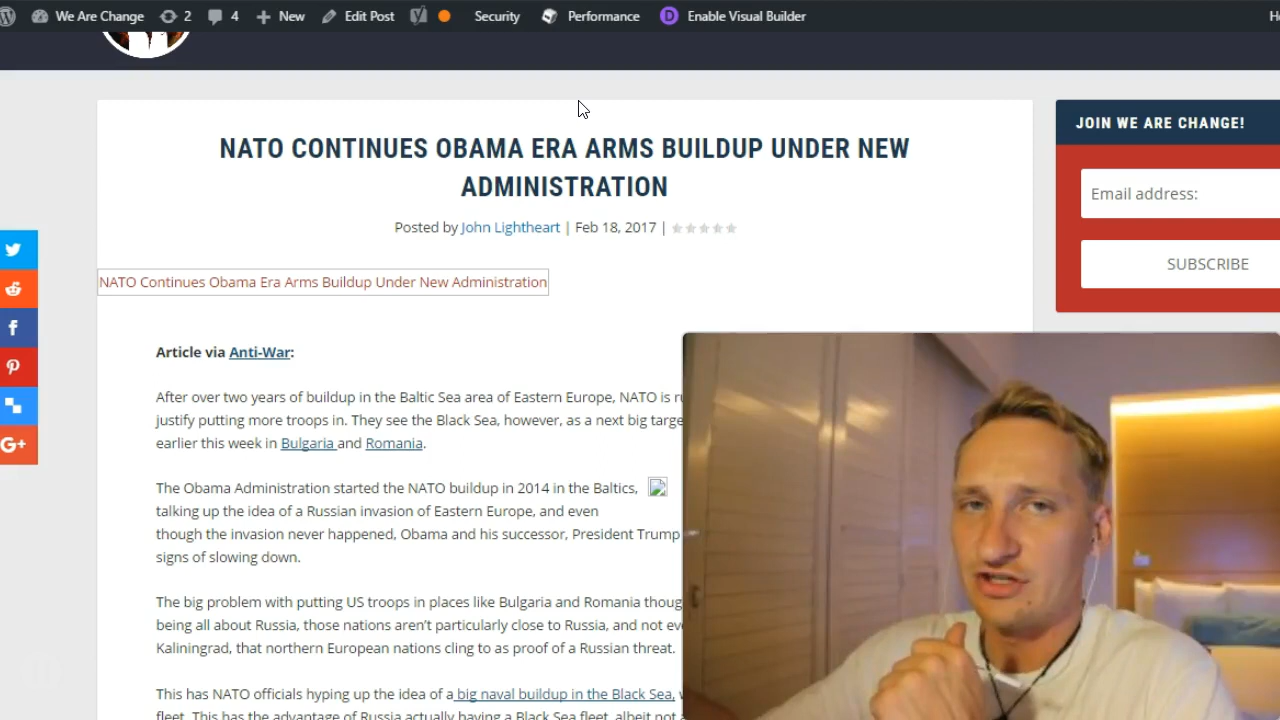 We Are Change 2 4 New Edit Post Security Performance Enable Visual Builder
NATO CONTINUES OBAMA ERA ARMS BUILDUP UNDER NEW
ADMINISTRATION
Posted by John Lightheart | Feb 18, 2017 |
NATO Continues Obama Era Arms Buildup Under New Administration
Article via Anti-War:
After over two years of buildup in the Baltic Sea area of Eastern Europe, NATO is
justify putting more troops in. They see the Black Sea, however, as a next big
earlier this week in Bulgaria and Romania.
The Obama Administration started the NATO buildup in 2014 in the Baltics,
talking up the idea of a Russian invasion of Eastern Europe, and even
though the invasion never happened, Obama and his successor, President Trump
signs of slowing down.
The big problem with putting US troops in places like Bulgaria and Romania
being all about Russia, those nations aren't particularly close to Russia, and not
Kaliningrad, that northern European nations cling to as proof of a Russian threat.
This has NATO officials hyping up the idea of a big naval buildup in the Black Sea,
fleet. This has the advantage of Russia actually having a Black Sea fleet, albeit not
JOIN WE ARE CHANGE!
Email address:
SUBSCRIBE
G+